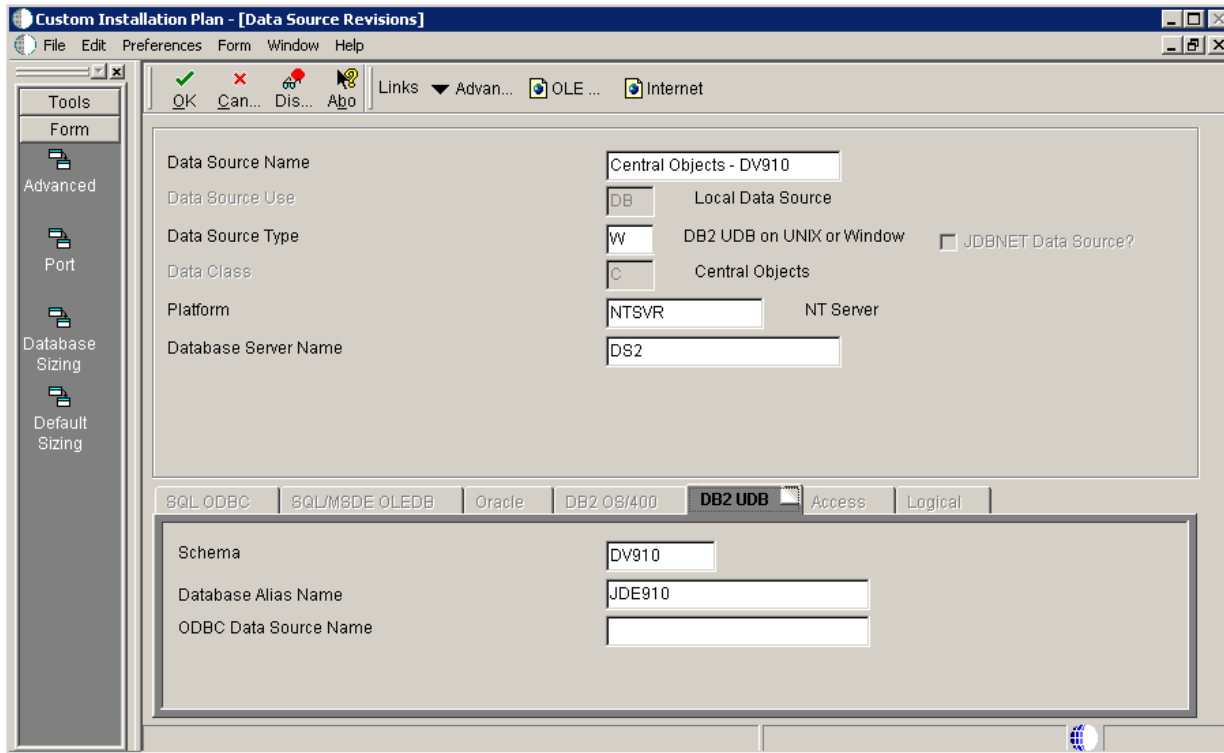 Custom Installation Plan - [Data Source Revisions]
File Edit Preferences Form Window Help
Tools
Form
Advanced
Port
Database
Sizing
Default
Sizing
OK Can... Dis... Abo Links Advan... OLE ... Internet
Data Source Name Central Objects - DV910
Data Source Use DB Local Data Source
Data Source Type W DB2 UDB on UNIX or Window JDBNET Data Source?
Data Class C Central Objects
Platform NTSVR NT Server
Database Server Name DS2
SQL ODBC SQL/MSDE OLEDB Oracle DB2 OS/400 DB2 UDB Access Logical
Schema DV910
Database Alias Name JDE910
ODBC Data Source Name